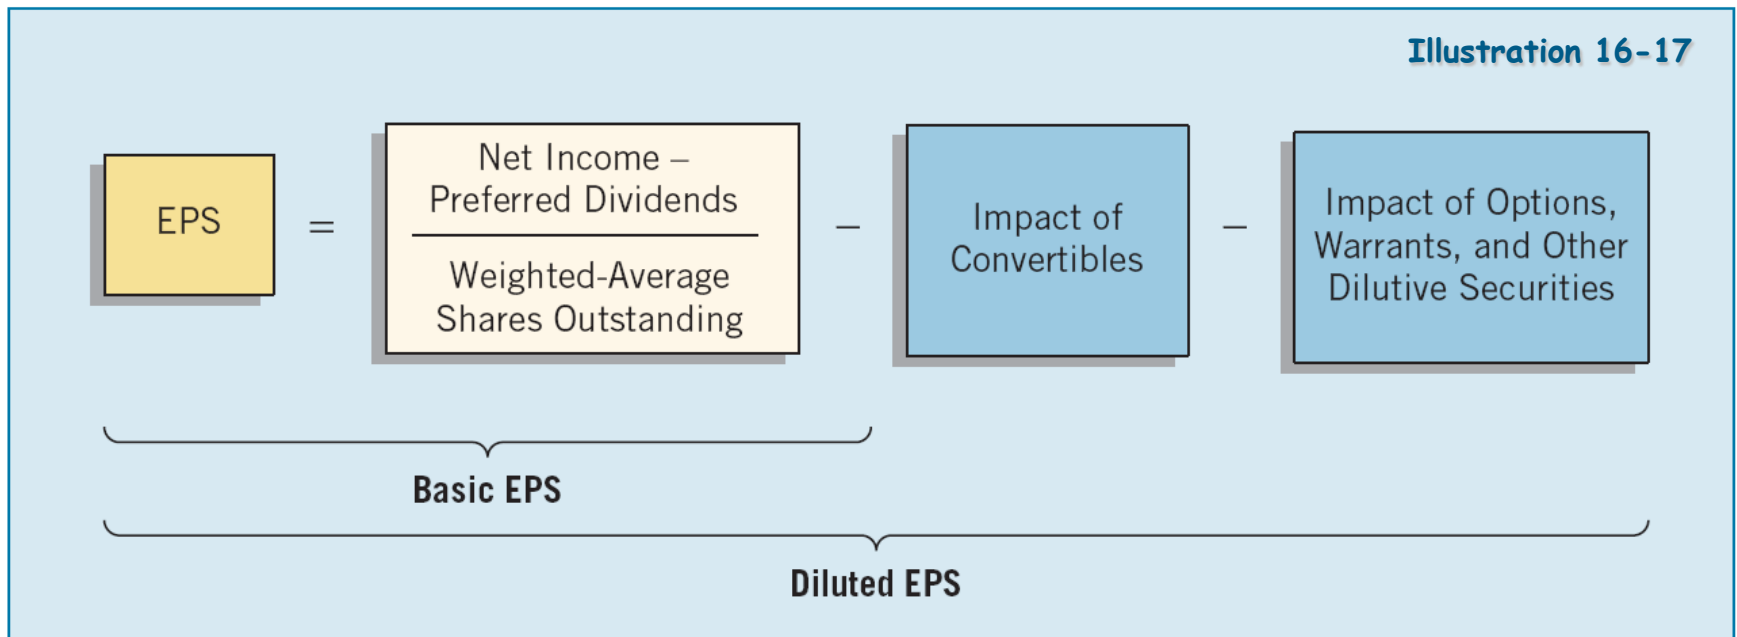 Illustration 16-17
EPS
=
Net Income –
Preferred Dividends
Weighted-Average
Shares Outstanding
–
Impact of
Convertibles
–
Impact of Options,
Warrants, and Other
Dilutive Securities
Basic EPS
Diluted EPS